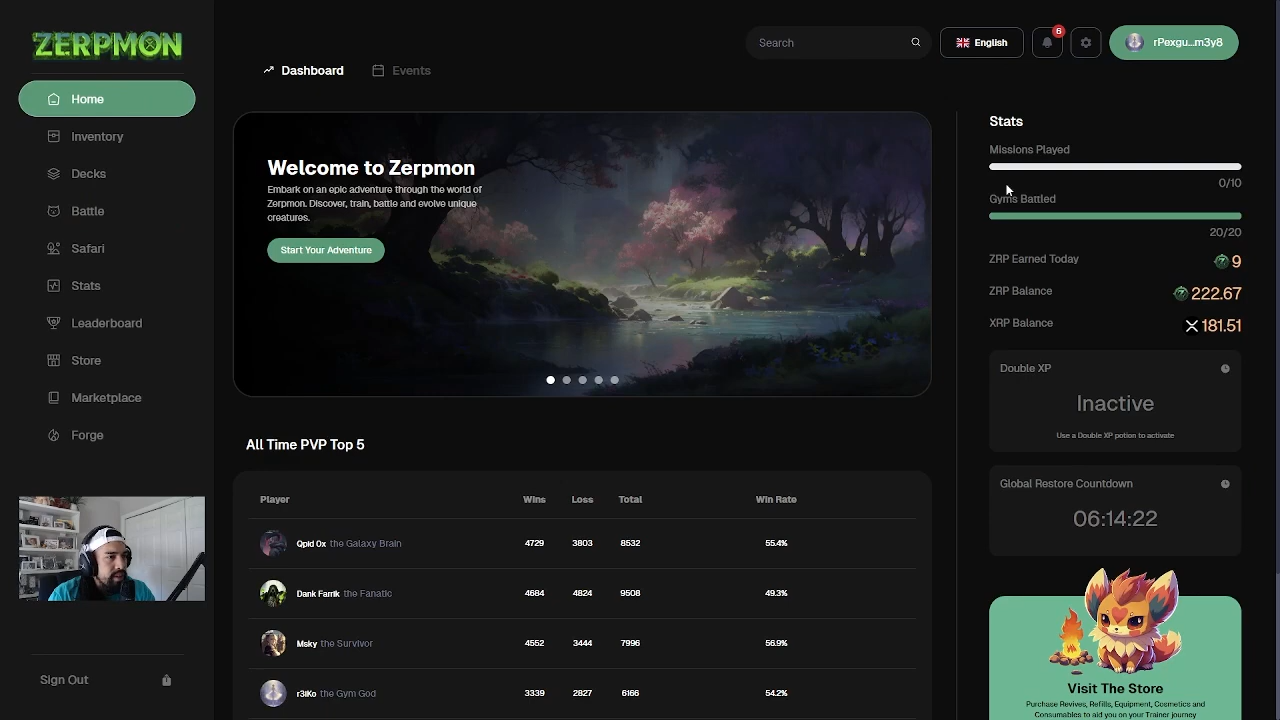 ZERPMON
Home
Inventory
Decks
Battle
Safari
Stats
Leaderboard
Store
Marketplace
Forge
Sign Out
Dashboard
Events
Search
English
6
rPexgu...m3y8
Welcome to Zerpmon
Embark on an epic adventure through the world of
Zerpmon. Discover, train, battle and evolve unique
creatures.
Start Your Adventure
All Time PVP Top 5
Player Wins Loss Total Win Rate
Qpid 0x the Galaxy Brain 4729 3803 8532 55.4%
Dank Farrik the Fanatic 4684 4824 9508 49.3%
Msky the Survivor 4552 3444 7996 56.9%
r3iKo the Gym God 3339 2827 6166 54.2%
Stats
Missions Played
0/10
Gyms Battled
20/20
ZRP Earned Today 9
ZRP Balance 222.67
XRP Balance 181.51
Double XP
Inactive
Use a Double XP potion to activate
Global Restore Countdown
06:14:22
Visit The Store
Purchase Revives, Refills, Equipment, Cosmetics and
Consumables to aid you on your Trainer journey